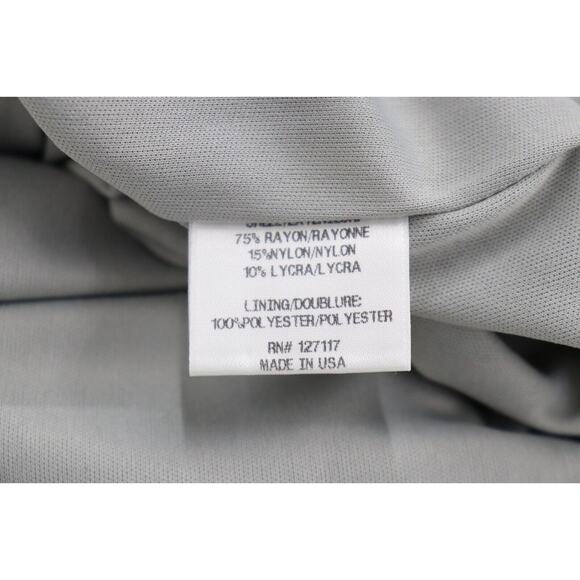 75% RAYON/RAYONNE
15%NYLON/NYLON
10% LYCRA/LYCRA
LINING/DOUBLURE:
100%POLYESTER/POLYESTER
RN# 127117
MADE IN USA